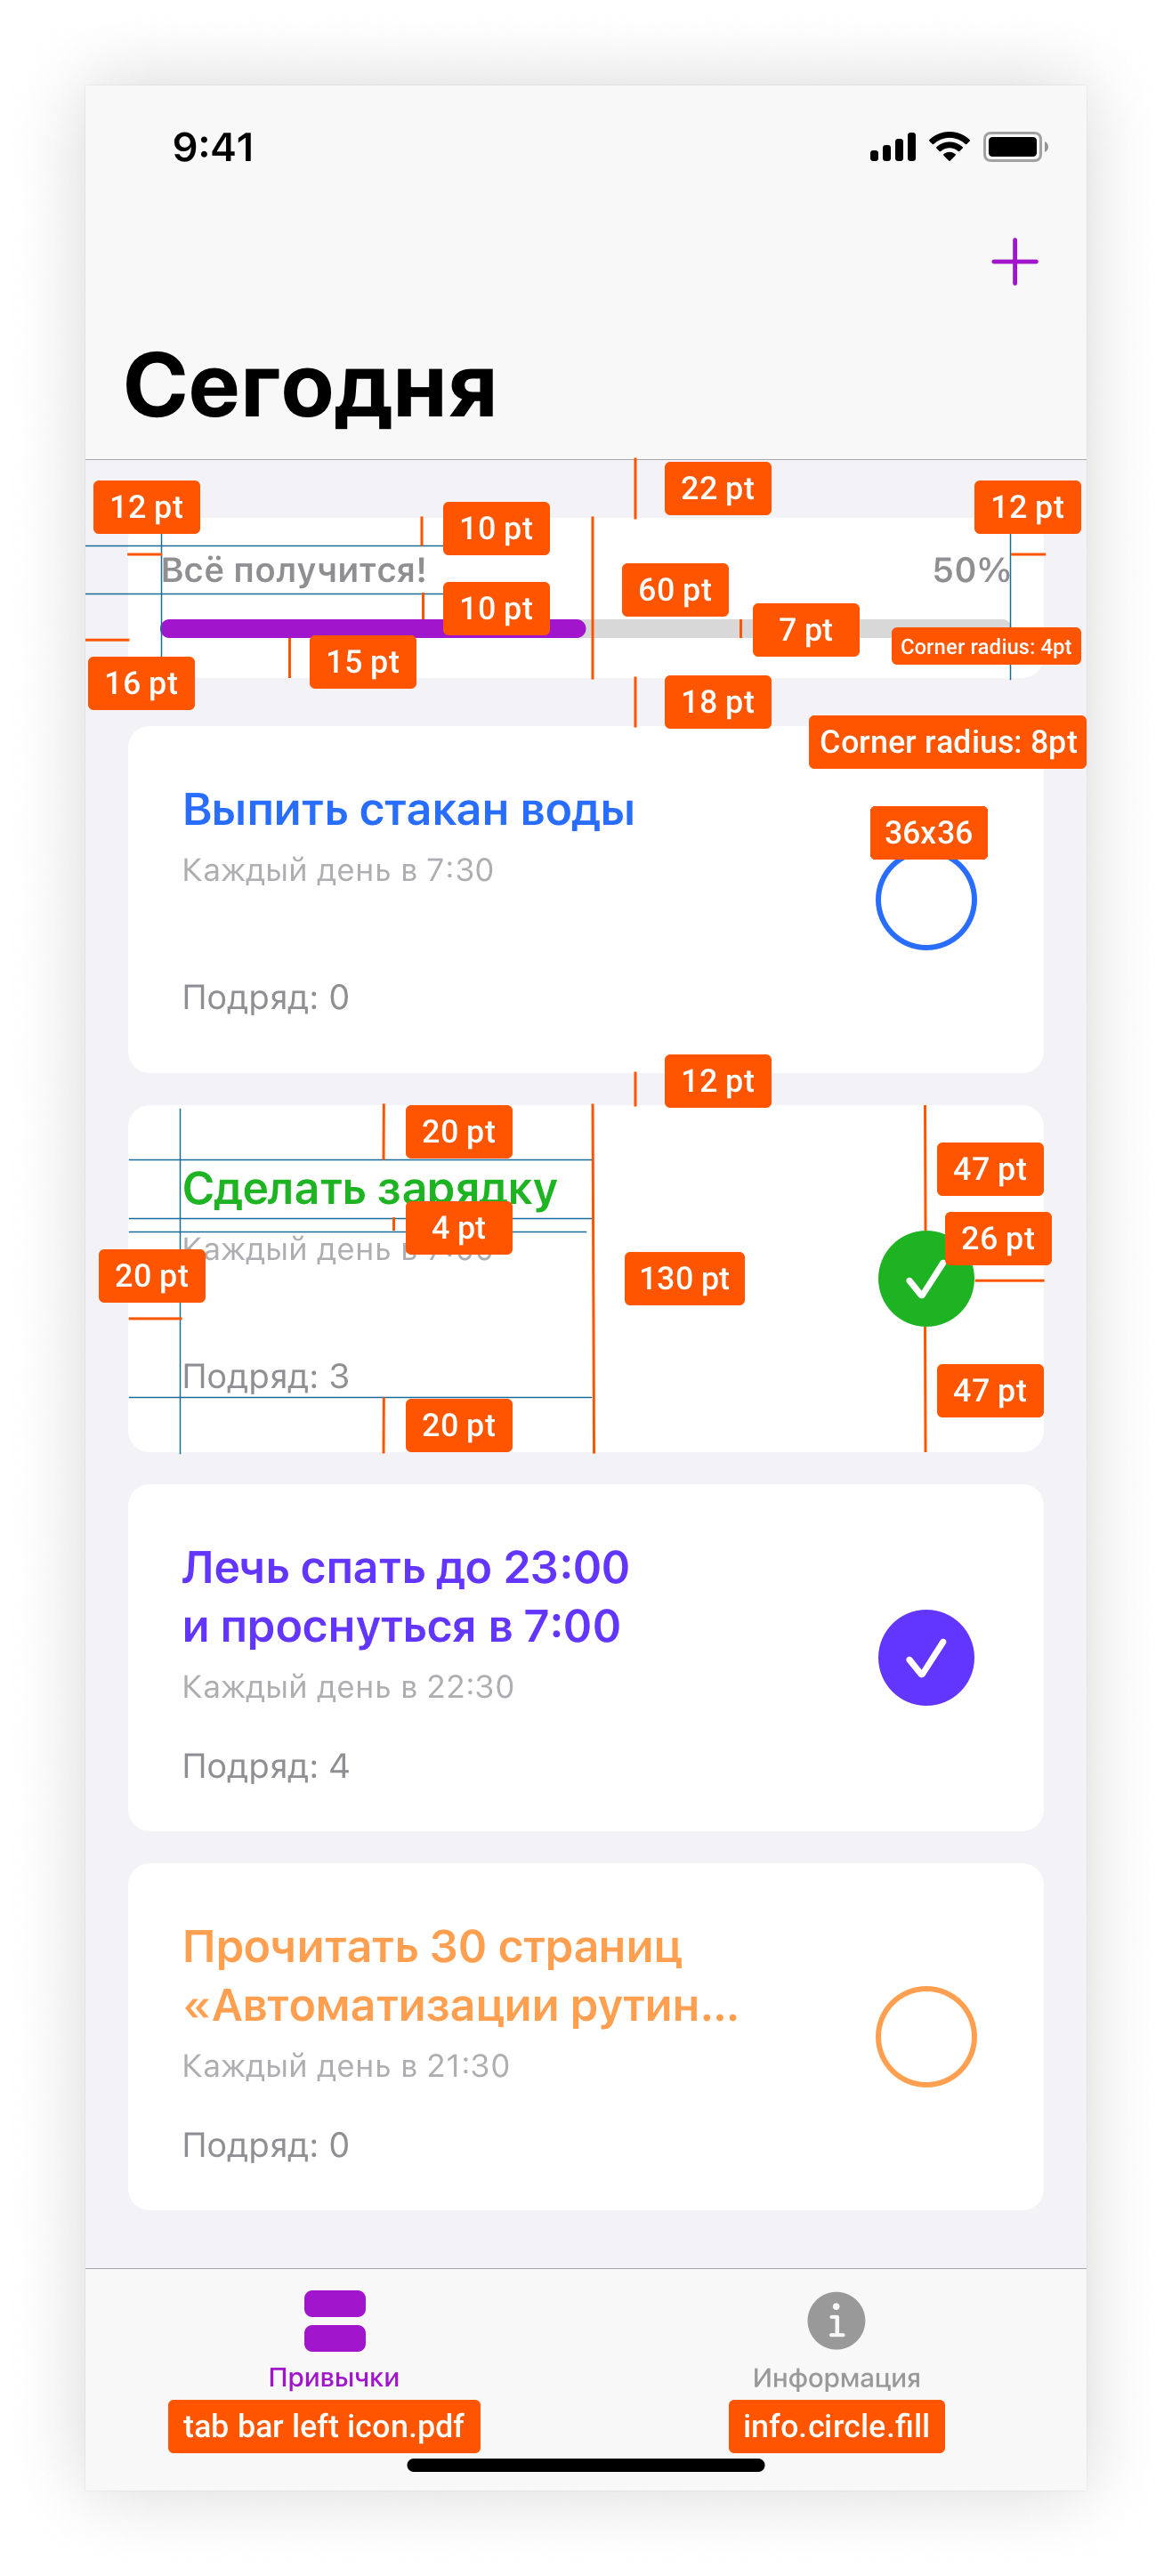 9:41
Сегодня
22 pt
12 pt
12 pt
10 pt
Всё получится!
50%
60 pt
10 pt
7 pt
Corner radius: 4pt
15 pt
16 pt
18 pt
Corner radius: 8pt
Выпить стакан воды
36x36
Каждый день в 7:30
Подряд: 0
12 pt
20 pt
47 pt
Сделать зарядку
4 pt
26 pt
Каждый день в 7:00
20 pt
130 pt
Подряд: 3
47 pt
20 pt
Лечь спать до 23:00
и проснуться в 7:00
Каждый день в 22:30
Подряд: 4
Прочитать 30 страниц
«Автоматизации рутин...
Каждый день в 21:30
Подряд: 0
Привычки
Информация
tab bar left icon.pdf
info.circle.fill